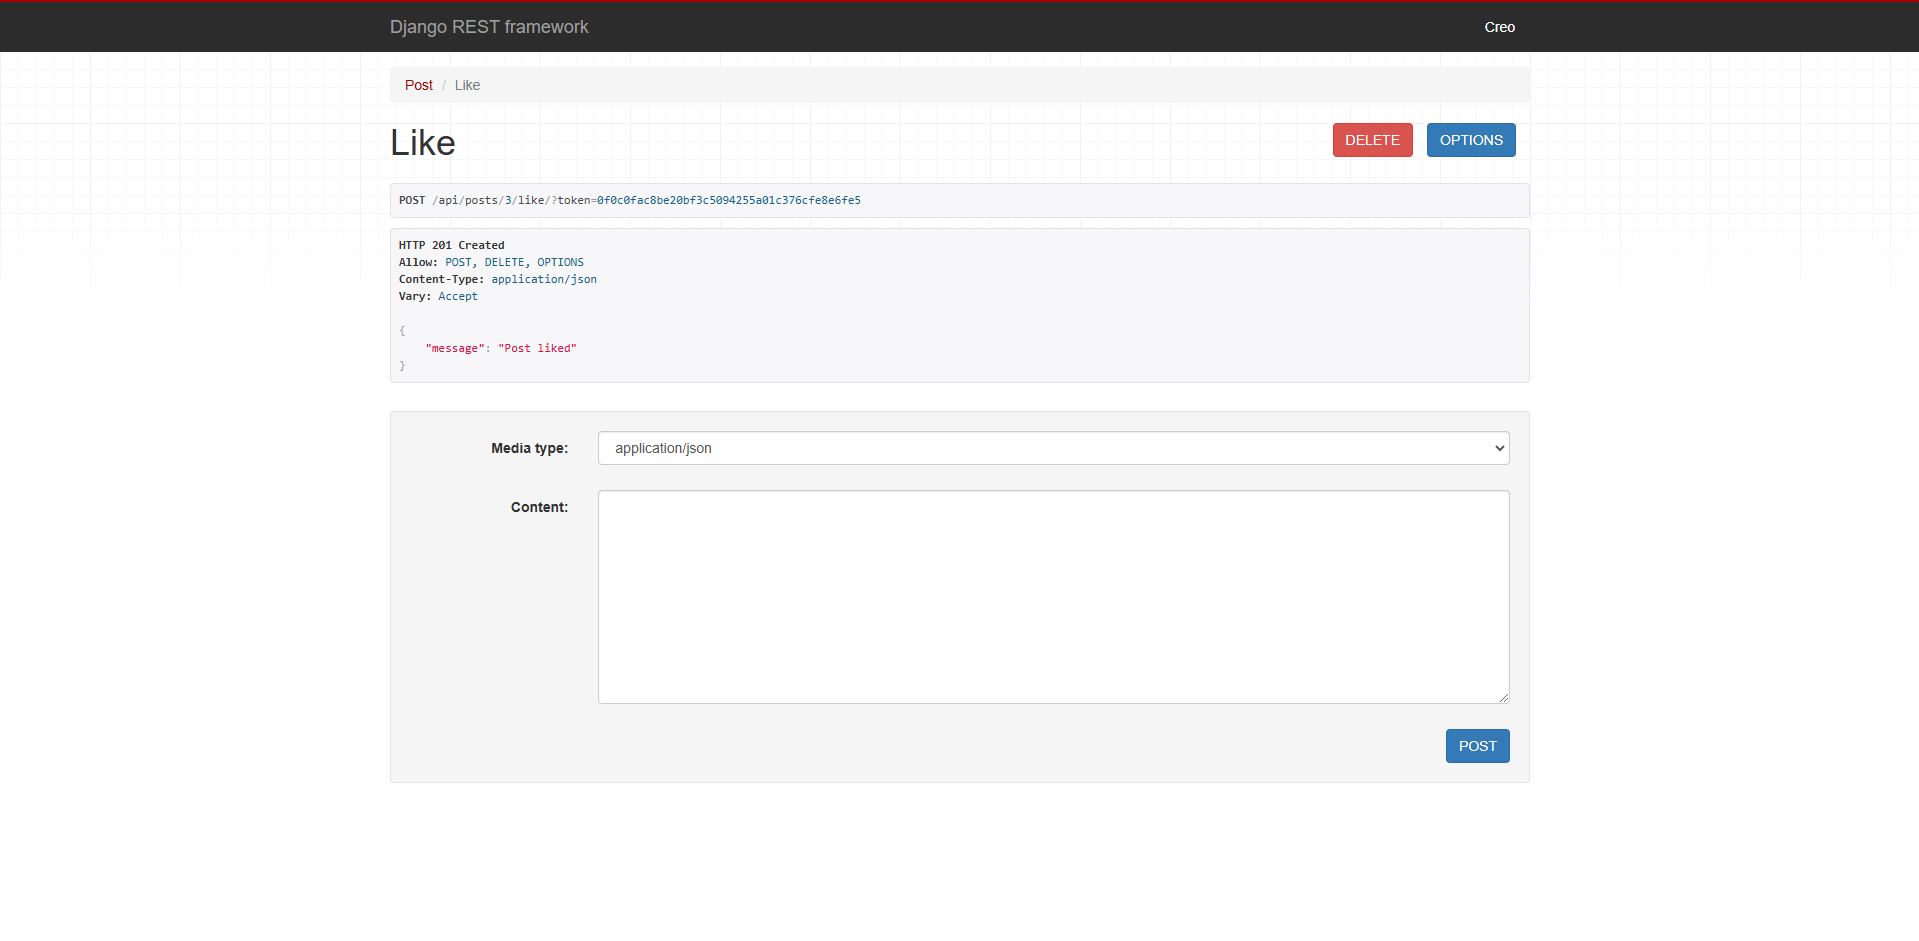 Django REST framework
Creo
Post / Like
Like
DELETE
OPTIONS
POST /api/posts/3/like/?token=0f0c0fac8be20bf3c5094255a01c376cfe8e6fe5
HTTP 201 Created
Allow: POST, DELETE, OPTIONS
Content-Type: application/json
Vary: Accept
{
"message": "Post liked"
}
Media type:
application/json
Content:
POST